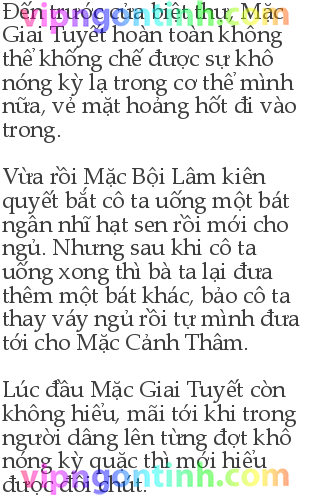 Đến trước cửa biệt thự, Mặc
Giai Tuyết hoàn toàn không
thể khống chế được sự khô
nóng kỳ lạ trong cơ thể mình
nữa, vẻ mặt hoảng hốt đi vào
trong.
Vừa rồi Mặc Bội Lâm kiên
quyết bắt cô ta uống một bát
ngân nhĩ hạt sen rồi mới cho
ngủ. Nhưng sau khi cô ta
uống xong thì bà ta lại đưa
thêm một bát khác, bảo cô ta
thay váy ngủ rồi tự mình đưa
tới cho Mặc Cảnh Thâm.
Lúc đầu Mặc Giai Tuyết còn
không hiểu, mãi tới khi trong
người dâng lên từng đợt khô
nóng kỳ quặc thì mới hiểu
được đôi chút.
vipngontinh.com
vipngontinh.com